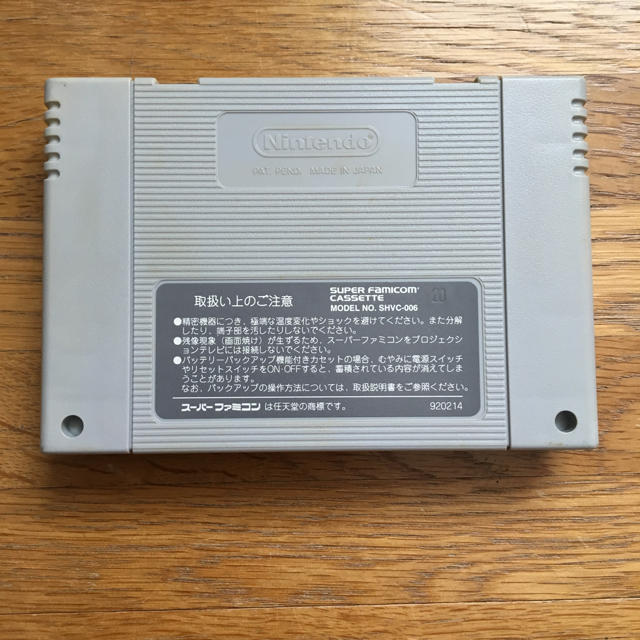 Nintendo
PAT. PEND. MADE IN JAPAN
取扱い上のご注意
SUPER FAMICOM
CASSETTE
MODEL NO. SHVC-006
●精密機器につき、極端な温度変化やショックを避けてください。また分解
したり、端子部を汚したりしないでください。
●残像現象(画面焼け)が生ずるため、スーパーファミコンをプロジェクシ
ョンテレビには接続しないでください。
●バッテリーバックアップ機能付きカセットの場合、むやみに電源スイッチ
やリセットスイッチをON・OFFすると、蓄積されている内容が消えてしま
うことがあります。
なお、バックアップの操作方法については、取扱説明書をご参照ください。
スーパーファミコンは任天堂の商標です。
920214